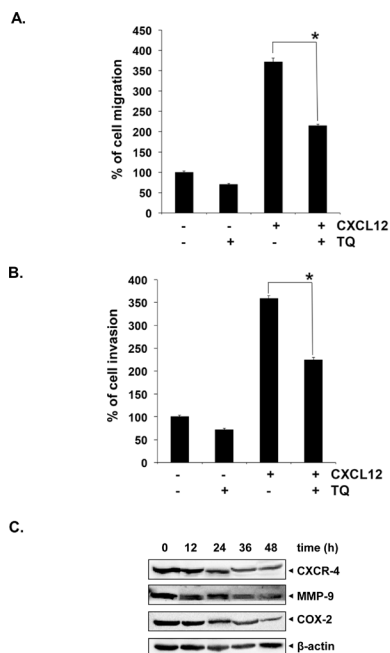 A.
% of cell migration
450
400
350
300
250
200
150
100
50
0
*
- - + + CXCL12
- + - + TQ
B.
% of cell invasion
400
350
300
250
200
150
100
50
0
*
- - + + CXCL12
- + - + TQ
C.
0 12 24 36 48 time (h)
CXCR-4
MMP-9
COX-2
β-actin